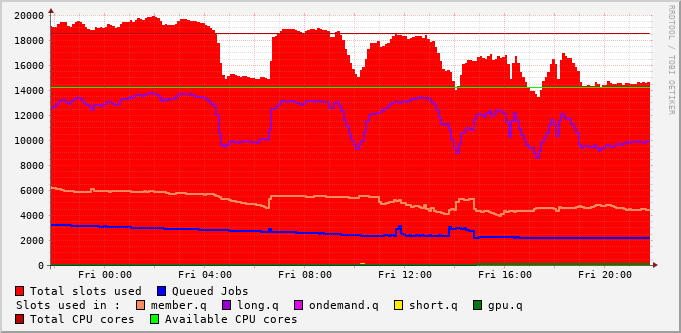 20000
18000
16000
14000
12000
10000
8000
6000
4000
2000
0
Fri 00:00 Fri 04:00 Fri 08:00 Fri 12:00 Fri 16:00 Fri 20:00
Total slots used Queued Jobs
Slots used in : member.q long.q ondemand.q short.q gpu.q
Total CPU cores Available CPU cores
RRDTOOL / TOBI OETIKER